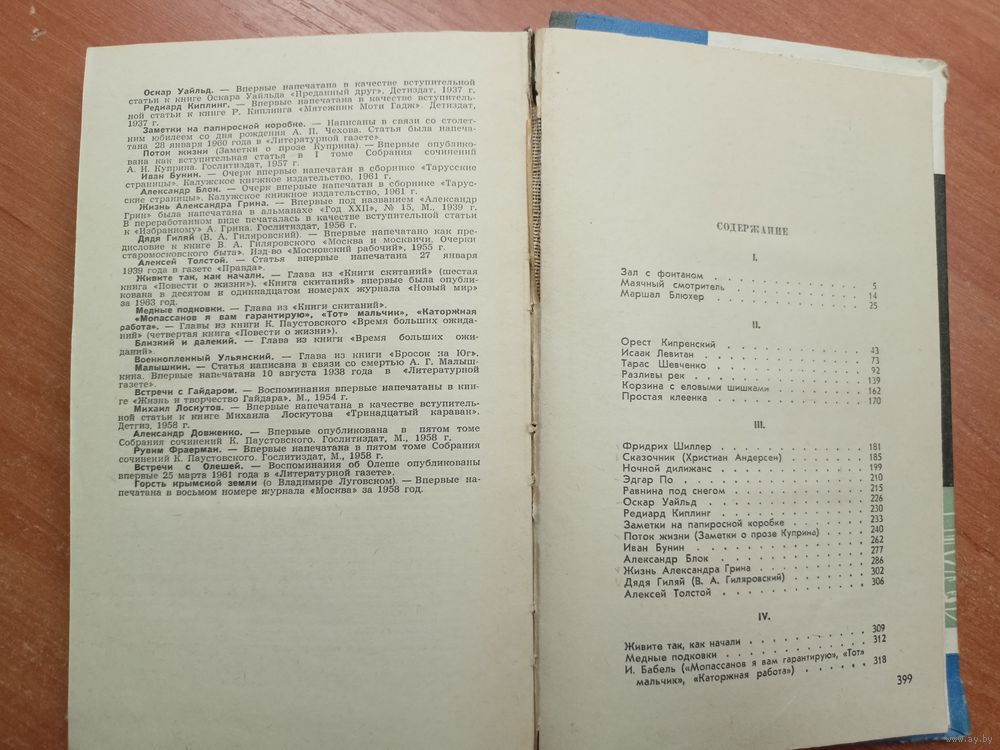 Оскар Уайльд. — Впервые напечатана в качестве вступительной
статьи к книге Оскара Уайльда «Преданный друг». Детиздат, 1937 г.
Редиард Киплинг. — Впервые напечатана в качестве вступитель-
ной статьи к книге Р. Киплинга «Мятежник Моти Гадж». Детиздат,
1937 г.
Заметки на папиросной коробке. — Написаны в связи со столет-
ним юбилеем со дня рождения А. П. Чехова. Статья была напеча-
тана 28 января 1960 года в «Литературной газете».
Поток жизни (Заметки о прозе Куприна). — Впервые опублико-
вана как вступительная статья в I томе Собрания сочинений
А. И. Куприна. Гослитиздат, 1957 г.
Иван Бунин. — Очерк впервые напечатан в сборнике «Тарусские
страницы». Калужское книжное издательство, 1961 г.
Александр Блок. — Очерк впервые напечатан в сборнике «Тарус-
ские страницы». Калужское книжное издательство, 1961 г.
Жизнь Александра Грина. — Впервые под названием «Александр
Грин» была напечатана в альманахе «Год XXII», № 15, М., 1939 г.
В переработанном виде печаталась в качестве вступительной статьи
к «Избранному» А. Грина. Гослитиздат, 1956 г.
Дядя Гиляй (В. А. Гиляровский). — Впервые напечатано как пре-
дисловие к книге В. А. Гиляровского «Москва и москвичи. Очерки
старомосковского быта». Изд-во «Московский рабочий», 1955 г.
Алексей Толстой. — Статья впервые напечатана 27 января
1939 года в газете «Правда».
Живите так, как начали. — Глава из «Книги скитаний» (шестая
книга «Повести о жизни»). «Книга скитаний» впервые была опубли-
кована в десятом и одиннадцатом номерах журнала «Новый мир»
за 1963 год.
Медные подковки. — Глава из «Книги скитаний».
«Мопассанов я вам гарантирую», «Тот» мальчик», «Каторжная
работа». — Главы из книги К. Паустовского «Время больших ожида-
ний» (четвертая книга «Повести о жизни»).
Близкий и далекий. — Глава из книги «Время больших ожи-
даний».
Военнопленный Ульянский. — Глава из книги «Бросок на Юг».
Малышкин. — Статья написана в связи со смертью А. Г. Малыш-
кина. Впервые напечатана 10 августа 1938 года в «Литературной
газете».
Встречи с Гайдаром. — Воспоминания впервые напечатаны в кни-
ге «Жизнь и творчество Гайдара». М., 1954 г.
Михаил Лоскутов. — Впервые напечатана в качестве вступитель-
ной статьи к книге Михаила Лоскутова «Тринадцатый караван».
Детгиз, 1958 г.
Александр Довженко. — Впервые опубликована в пятом томе
Собрания сочинений К. Паустовского. Гослитиздат, М., 1958 г.
Рувим Фраерман. — Впервые напечатана в пятом томе Собрания
сочинений К. Паустовского. Гослитиздат, М., 1958 г.
Встречи с Олешей. — Воспоминания об Олеше опубликованы
впервые 25 марта 1961 года в «Литературной газете».
Горсть крымской земли (о Владимире Луговском). — Впервые на-
печатана в восьмом номере журнала «Москва» за 1958 год.
СОДЕРЖАНИЕ
I.
Зал с фонтаном . . . . . . . . . . 5
Маячный смотритель . . . . . . . . . . 14
Маршал Блюхер . . . . . . . . . . 25
II.
Орест Кипренский . . . . . . . . . . 43
Исаак Левитан . . . . . . . . . . 73
Тарас Шевченко . . . . . . . . . . 92
Разливы рек . . . . . . . . . . 139
Корзина с еловыми шишками . . . . . . . . . . 162
Простая клеенка . . . . . . . . . . 170
III.
Фридрих Шиллер . . . . . . . . . . 181
Сказочник (Христиан Андерсен) . . . . . . . . . . 185
Ночной дилижанс . . . . . . . . . . 199
Эдгар По . . . . . . . . . . 210
Равнина под снегом . . . . . . . . . . 215
Оскар Уайльд . . . . . . . . . . 226
Редиард Киплинг . . . . . . . . . . 230
Заметки на папиросной коробке . . . . . . . . . . 233
Поток жизни (Заметки о прозе Куприна) . . . . . . 240
Иван Бунин . . . . . . . . . . 262
Александр Блок . . . . . . . . . . 277
Жизнь Александра Грина . . . . . . . . . . 286
Дядя Гиляй (В. А. Гиляровский) . . . . . . . . . . 302
Алексей Толстой . . . . . . . . . . 306
IV.
Живите так, как начали . . . . . . . . . . 309
Медные подковки . . . . . . . . . . 312
И. Бабель («Мопассанов я вам гарантирую», «Тот»
мальчик», «Каторжная работа») . . . . . . 318
399
www.ay.by